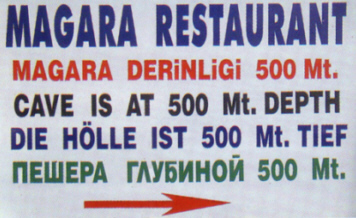 MAGARA RESTAURANT
MAGARA DERiNLiGi 500 Mt.
CAVE IS AT 500 Mt. DEPTH
DIE HÖLLE IST 500 Mt. TIEF
ПЕШЕРА ГЛУБИНОЙ 500 Mt.